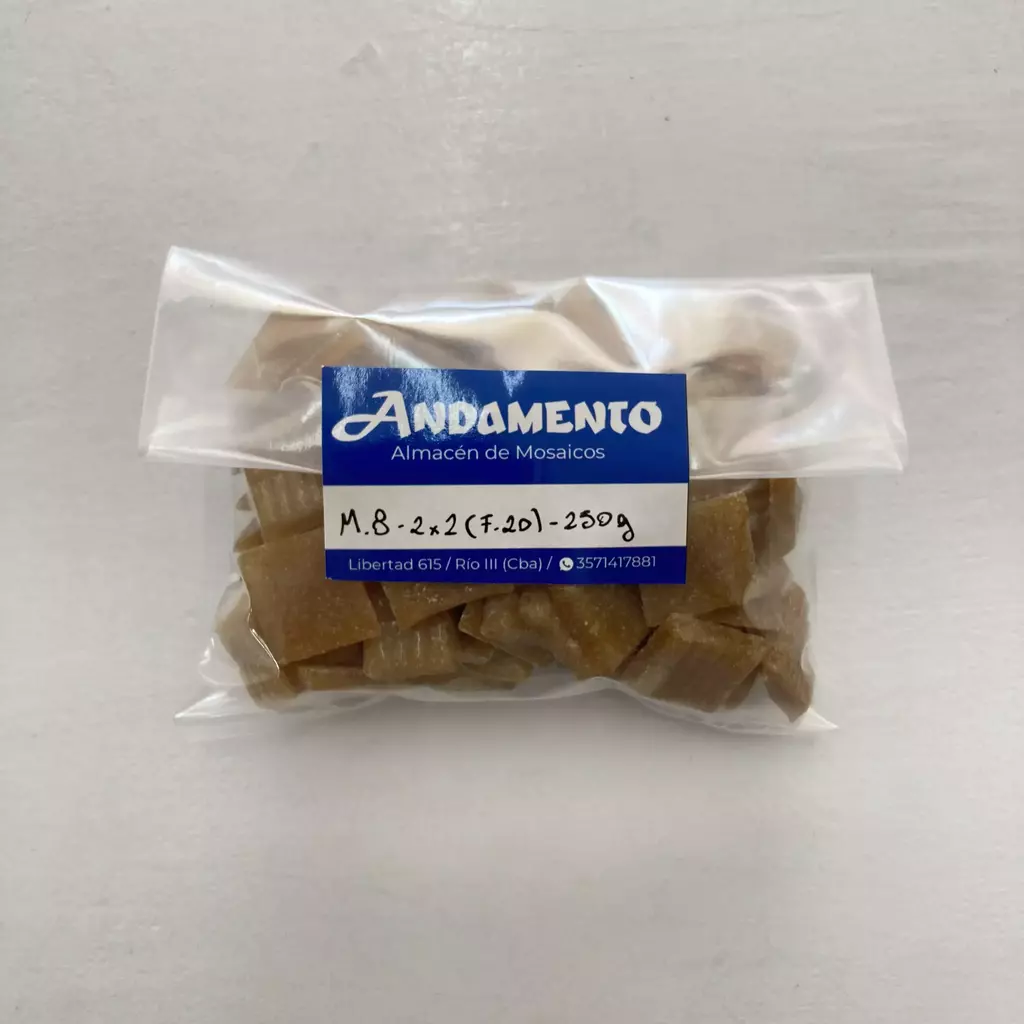 ANDAMENTO
Almacén de Mosaicos
M.8-2x2(F.20)-250g
Libertad 615 / Río III (Cba) / 3571417881